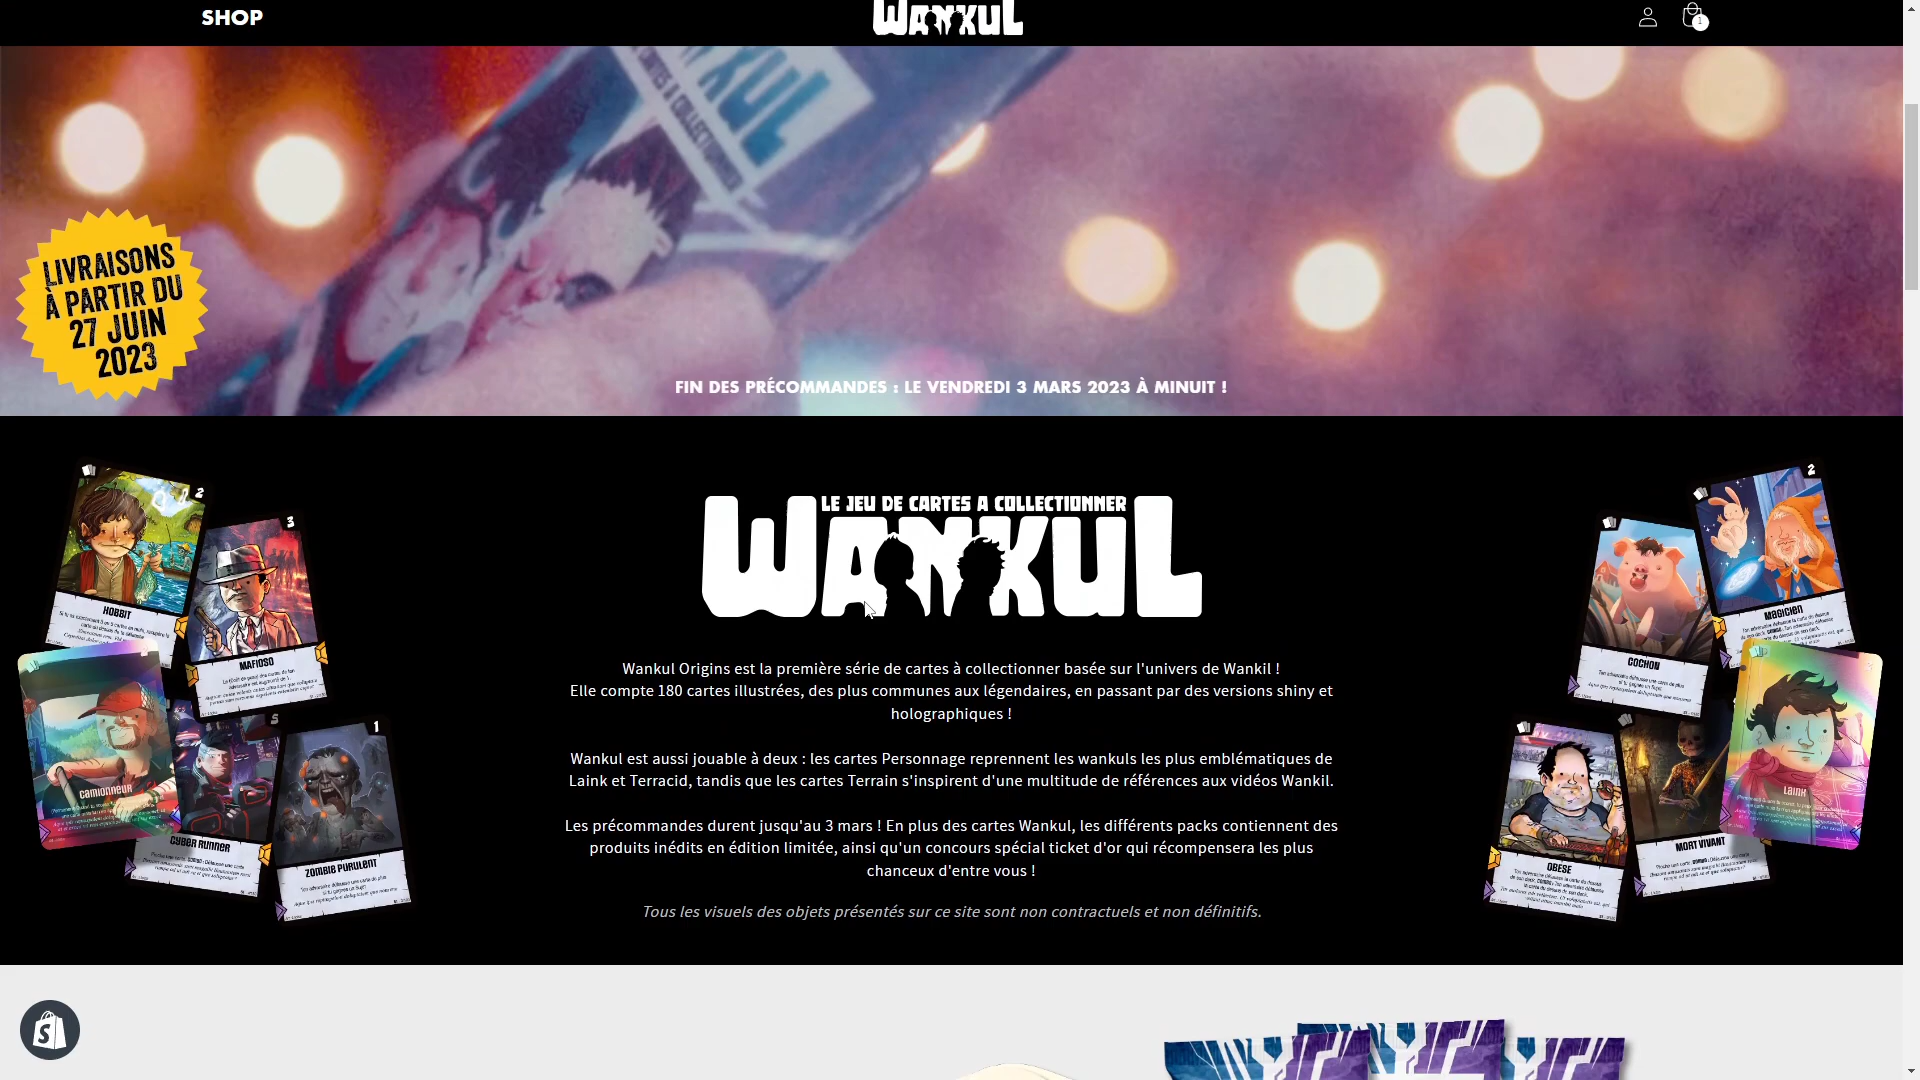 SHOP
WANKUL
1
LIVRAISONS
À PARTIR DU
27 JUIN
2023
FIN DES PRÉCOMMANDES : LE VENDREDI 3 MARS 2023 À MINUIT !
LE JEU DE CARTES A COLLECTIONNER
WANKUL
Wankul Origins est la première série de cartes à collectionner basée sur l'univers de Wankil !
Elle compte 180 cartes illustrées, des plus communes aux légendaires, en passant par des versions shiny et
holographiques !
Wankul est aussi jouable à deux : les cartes Personnage reprennent les wankuls les plus emblématiques de
Laink et Terracid, tandis que les cartes Terrain s'inspirent d'une multitude de références aux vidéos Wankil.
Les précommandes durent jusqu'au 3 mars ! En plus des cartes Wankul, les différents packs contiennent des
produits inédits en édition limitée, ainsi qu'un concours spécial ticket d'or qui récompensera les plus
chanceux d'entre vous !
Tous les visuels des objets présentés sur ce site sont non contractuels et non définitifs.
2
HOBBIT
3
MAFIOSO
CAMIONNEUR
CYBER RUNNER
1
ZOMBIE PURULENT
2
MAGICIEN
COCHON
LAINK
OBESE
MORT VIVANT